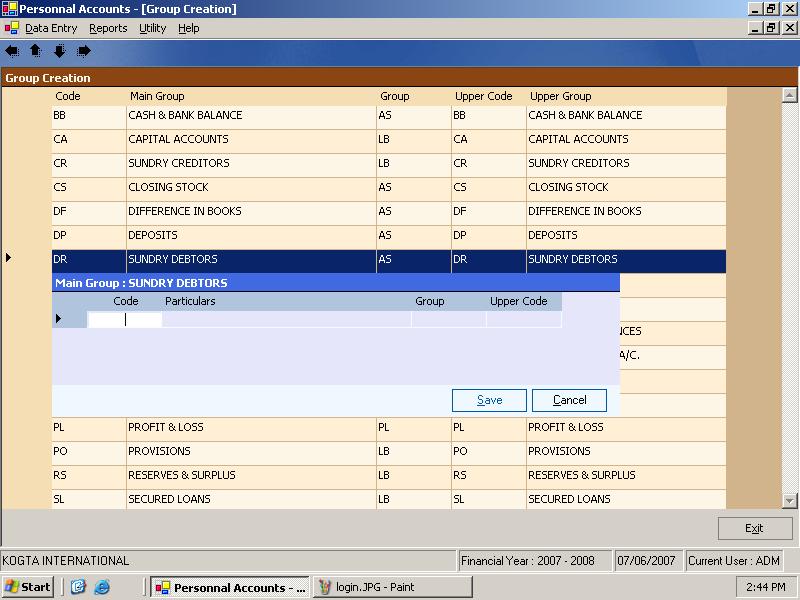 Personnal Accounts - [Group Creation]
Data Entry Reports Utility Help
Group Creation
Code Main Group Group Upper Code Upper Group
BB CASH & BANK BALANCE AS BB CASH & BANK BALANCE
CA CAPITAL ACCOUNTS LB CA CAPITAL ACCOUNTS
CR SUNDRY CREDITORS LB CR SUNDRY CREDITORS
CS CLOSING STOCK AS CS CLOSING STOCK
DF DIFFERENCE IN BOOKS AS DF DIFFERENCE IN BOOKS
DP DEPOSITS AS DP DEPOSITS
DR SUNDRY DEBTORS AS DR SUNDRY DEBTORS
Main Group : SUNDRY DEBTORS
Code Particulars Group Upper Code
NCES
A/C.
Save Cancel
PL PROFIT & LOSS PL PL PROFIT & LOSS
PO PROVISIONS LB PO PROVISIONS
RS RESERVES & SURPLUS LB RS RESERVES & SURPLUS
SL SECURED LOANS LB SL SECURED LOANS
Exit
KOGTA INTERNATIONAL Financial Year : 2007 - 2008 07/06/2007 Current User : ADM
Start Personnal Accounts - ... login.JPG - Paint 2:44 PM